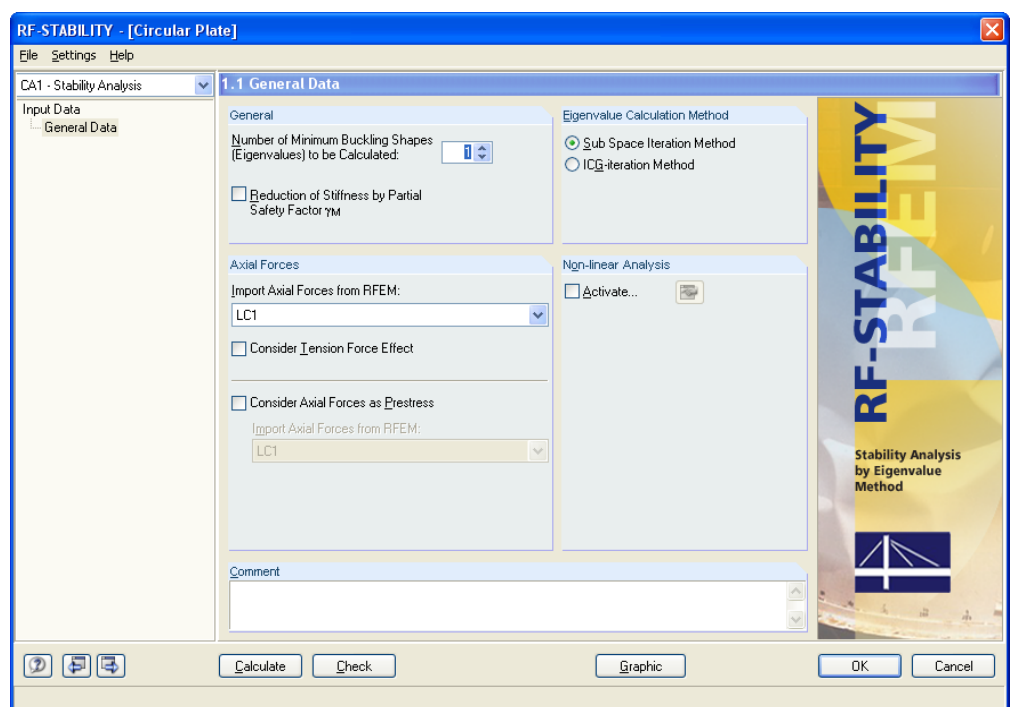 RF-STABILITY - [Circular Plate]
File Settings Help
CA1 - Stability Analysis
Input Data
General Data
1.1 General Data
General
Number of Minimum Buckling Shapes
(Eigenvalues) to be Calculated:
1
Reduction of Stiffness by Partial
Safety Factor γM
Eigenvalue Calculation Method
Sub Space Iteration Method
ICG-iteration Method
Axial Forces
Import Axial Forces from RFEM:
LC1
Consider Tension Force Effect
Consider Axial Forces as Prestress
Import Axial Forces from RFEM:
LC1
Non-linear Analysis
Activate...
Comment
RF-STABILITY
RFEM
Stability Analysis
by Eigenvalue
Method
Calculate
Check
Graphic
OK
Cancel